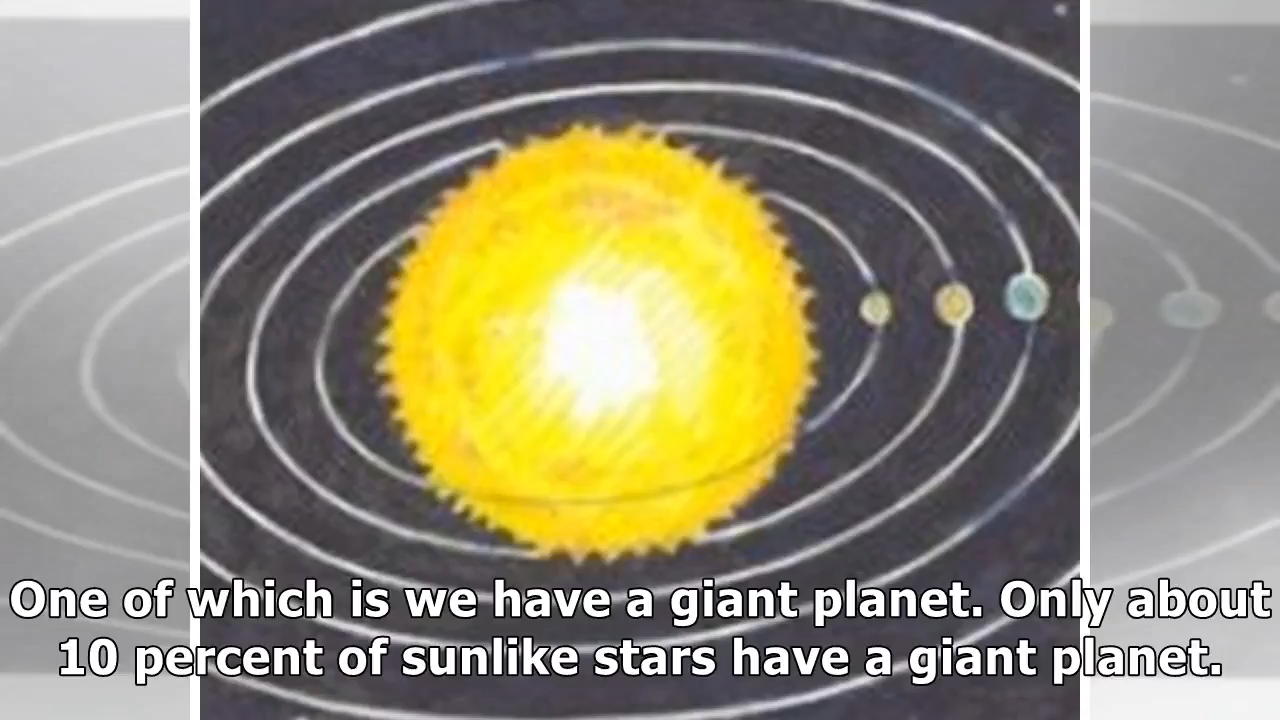 One of which is we have a giant planet. Only about
10 percent of sunlike stars have a giant planet.